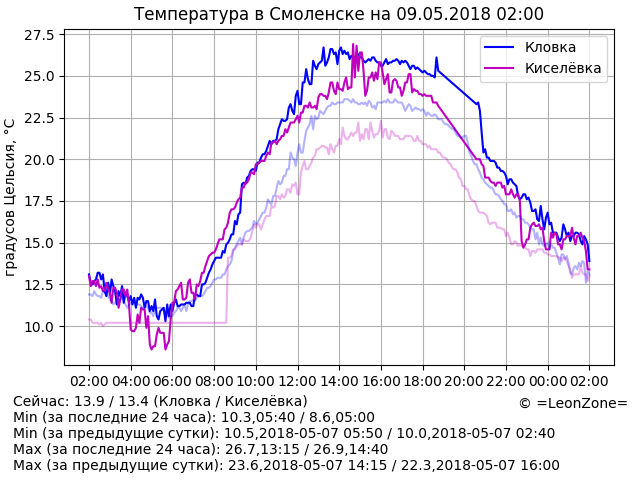 Температура в Смоленске на 09.05.2018 02:00
градусов Цельсия, °C
27.5
25.0
22.5
20.0
17.5
15.0
12.5
10.0
Кловка
Киселёвка
02:00 04:00 06:00 08:00 10:00 12:00 14:00 16:00 18:00 20:00 22:00 00:00 02:00
Сейчас: 13.9 / 13.4 (Кловка / Киселёвка)
© =LeonZone=
Min (за последние 24 часа): 10.3,05:40 / 8.6,05:00
Min (за предыдущие сутки): 10.5,2018-05-07 05:50 / 10.0,2018-05-07 02:40
Max (за последние 24 часа): 26.7,13:15 / 26.9,14:40
Max (за предыдущие сутки): 23.6,2018-05-07 14:15 / 22.3,2018-05-07 16:00